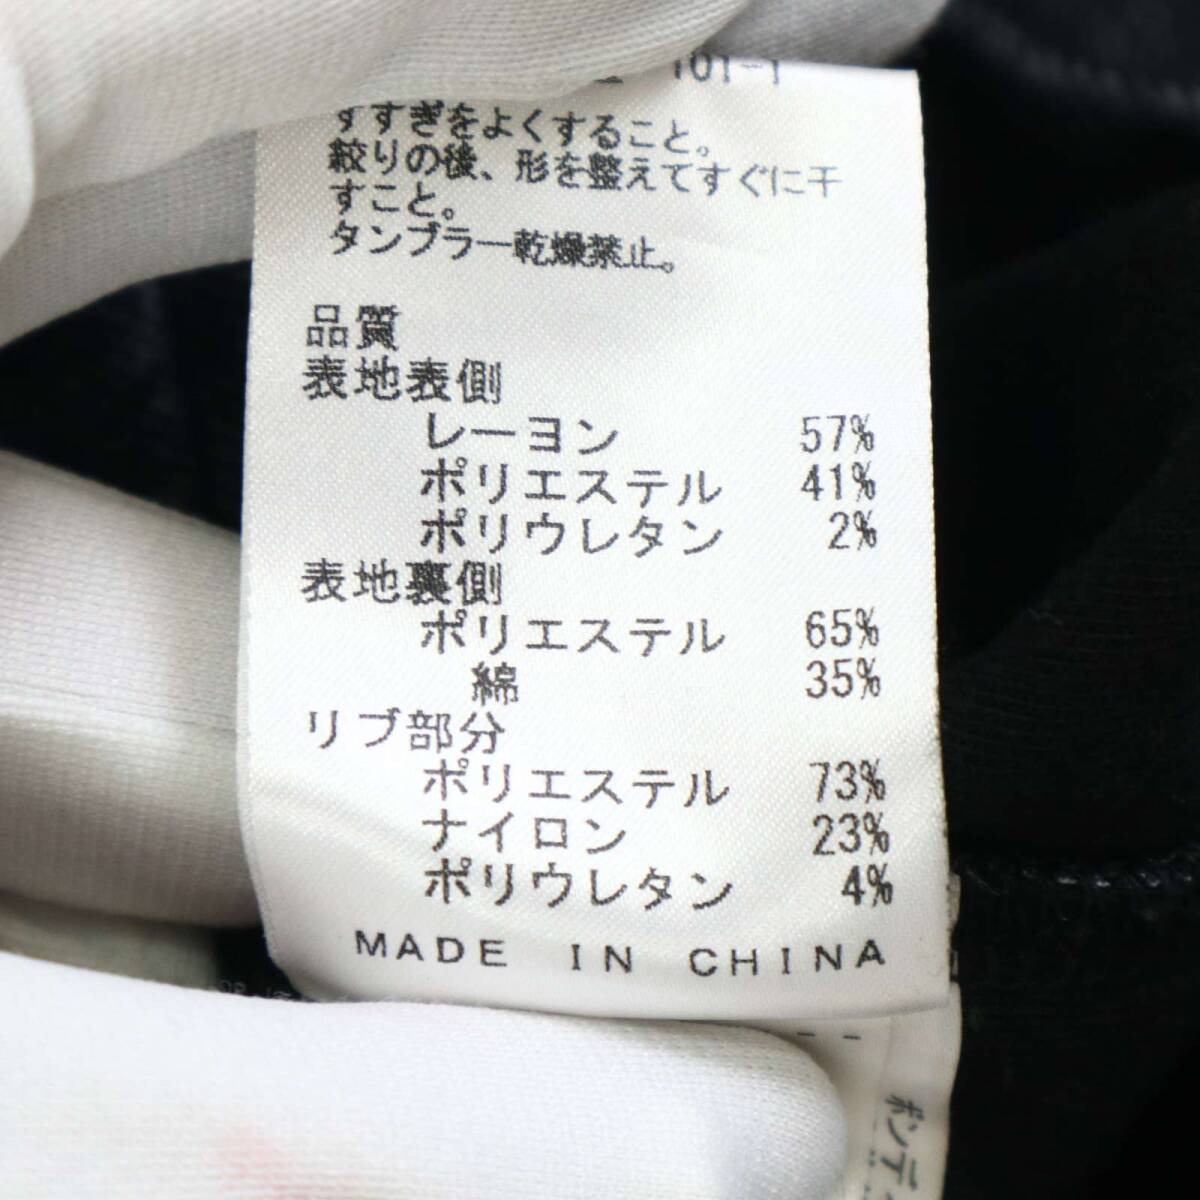 101-1
すすぎをよくすること。
絞りの後、形を整えてすぐに干
すこと。
タンブラー乾燥禁止。
品質
表地表側
レーヨン 57%
ポリエステル 41%
ポリウレタン 2%
表地裏側
ポリエステル 65%
綿 35%
リブ部分
ポリエステル 73%
ナイロン 23%
ポリウレタン 4%
MADE IN CHINA
ポンテ